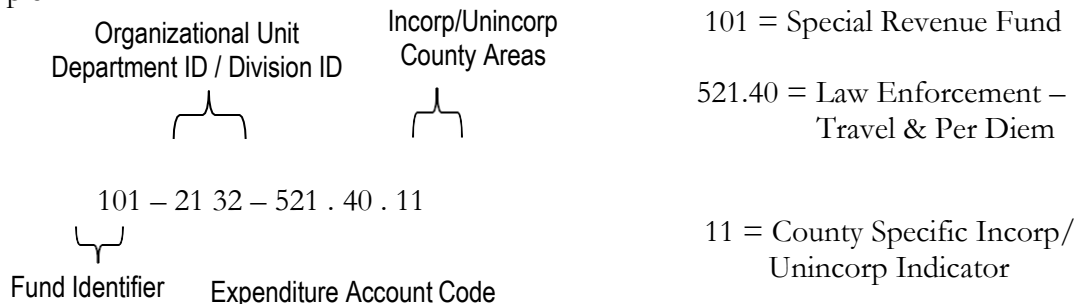 Organizational Unit
Department ID / Division ID
Incorp/Unincorp
County Areas
101 – 21 32 – 521 . 40 . 11
Fund Identifier
Expenditure Account Code
101 = Special Revenue Fund
521.40 = Law Enforcement –
Travel & Per Diem
11 = County Specific Incorp/
Unincorp Indicator